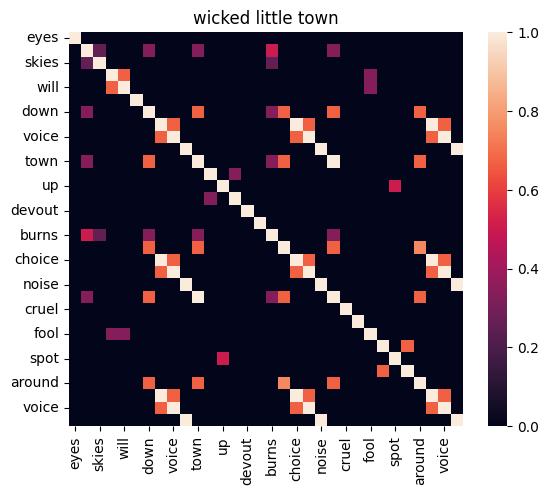 wicked little town
eyes
skies
will
down
voice
town
up
devout
burns
choice
noise
cruel
fool
spot
around
voice
1.0
0.8
0.6
0.4
0.2
0.0
eyes
skies
will
down
voice
town
up
devout
burns
choice
noise
cruel
fool
spot
around
voice